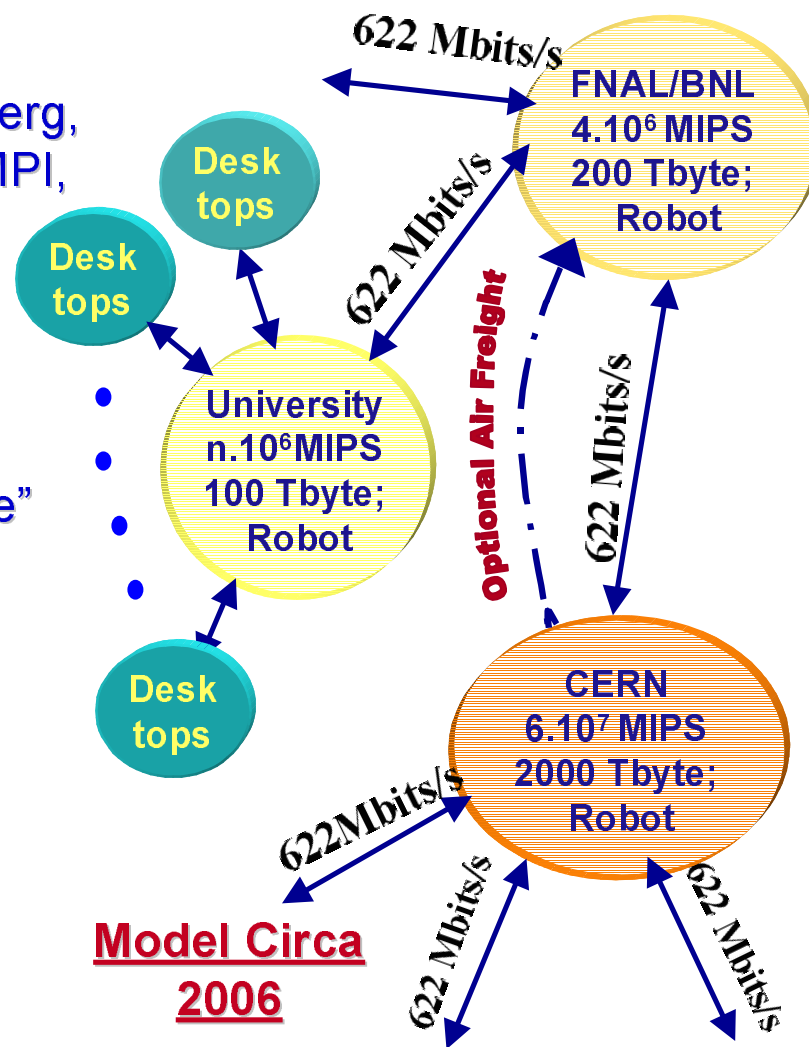 622 Mbits/s
FNAL/BNL
4.10⁶ MIPS
200 Tbyte;
Robot
erg,
MPI,
Desk
tops
622 Mbits/s
Desk
tops
University
n.10⁶MIPS
100 Tbyte;
Robot
Optional Air Freight
622 Mbits/s
e”
Desk
tops
CERN
6.10⁷ MIPS
2000 Tbyte;
Robot
622Mbits/s
622 Mbits/s
622 Mbits/s
Model Circa
2006